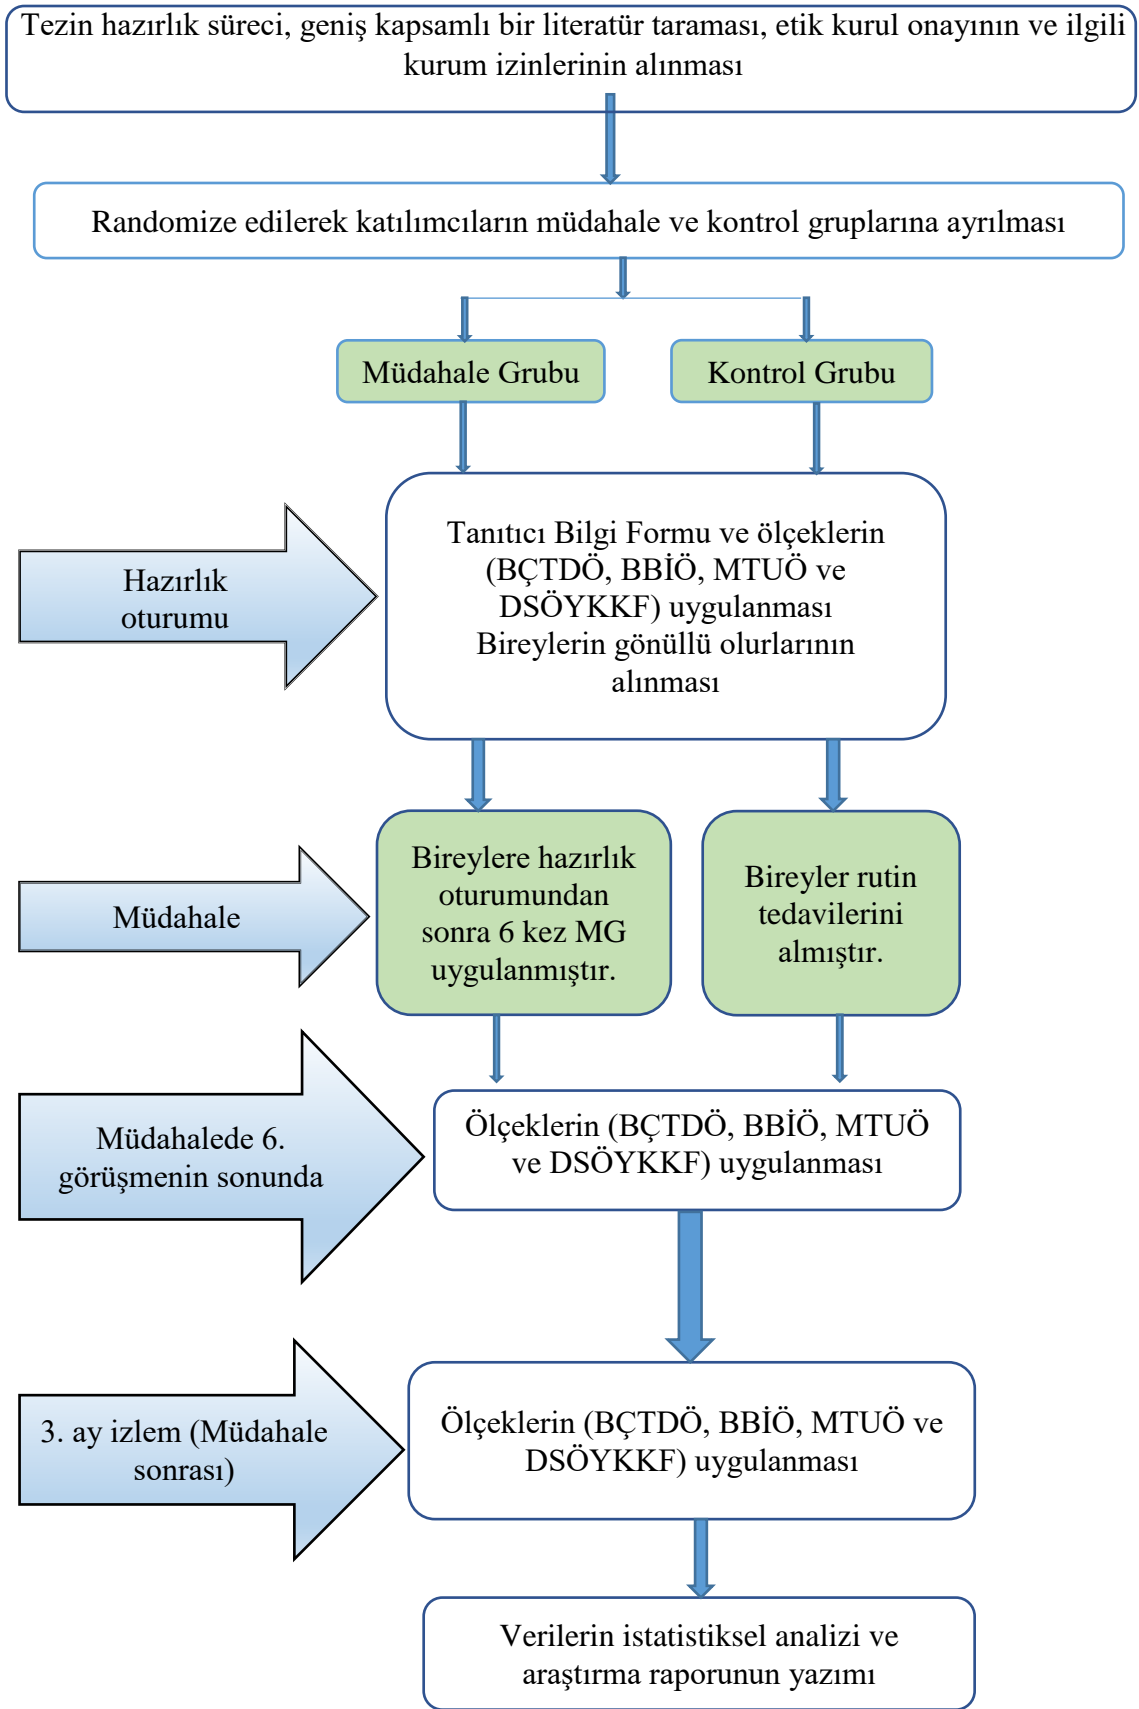 Tezin hazırlık süreci, geniş kapsamlı bir literatür taraması, etik kurul onayının ve ilgili
kurum izinlerinin alınması
Randomize edilerek katılımcıların müdahale ve kontrol gruplarına ayrılması
Müdahale Grubu
Kontrol Grubu
Hazırlık
oturumu
Tanıtıcı Bilgi Formu ve ölçeklerin
(BÇTDÖ, BBİÖ, MTUÖ ve
DSÖYKKF) uygulanması
Bireylerin gönüllü olurlarının
alınması
Müdahale
Bireylere hazırlık
oturumundan
sonra 6 kez MG
uygulanmıştır.
Bireyler rutin
tedavilerini
almıştır.
Müdahalede 6.
görüşmenin sonunda
Ölçeklerin (BÇTDÖ, BBİÖ, MTUÖ
ve DSÖYKKF) uygulanması
3. ay izlem (Müdahale
sonrası)
Ölçeklerin (BÇTDÖ, BBİÖ, MTUÖ ve
DSÖYKKF) uygulanması
Verilerin istatistiksel analizi ve
araştırma raporunun yazımı